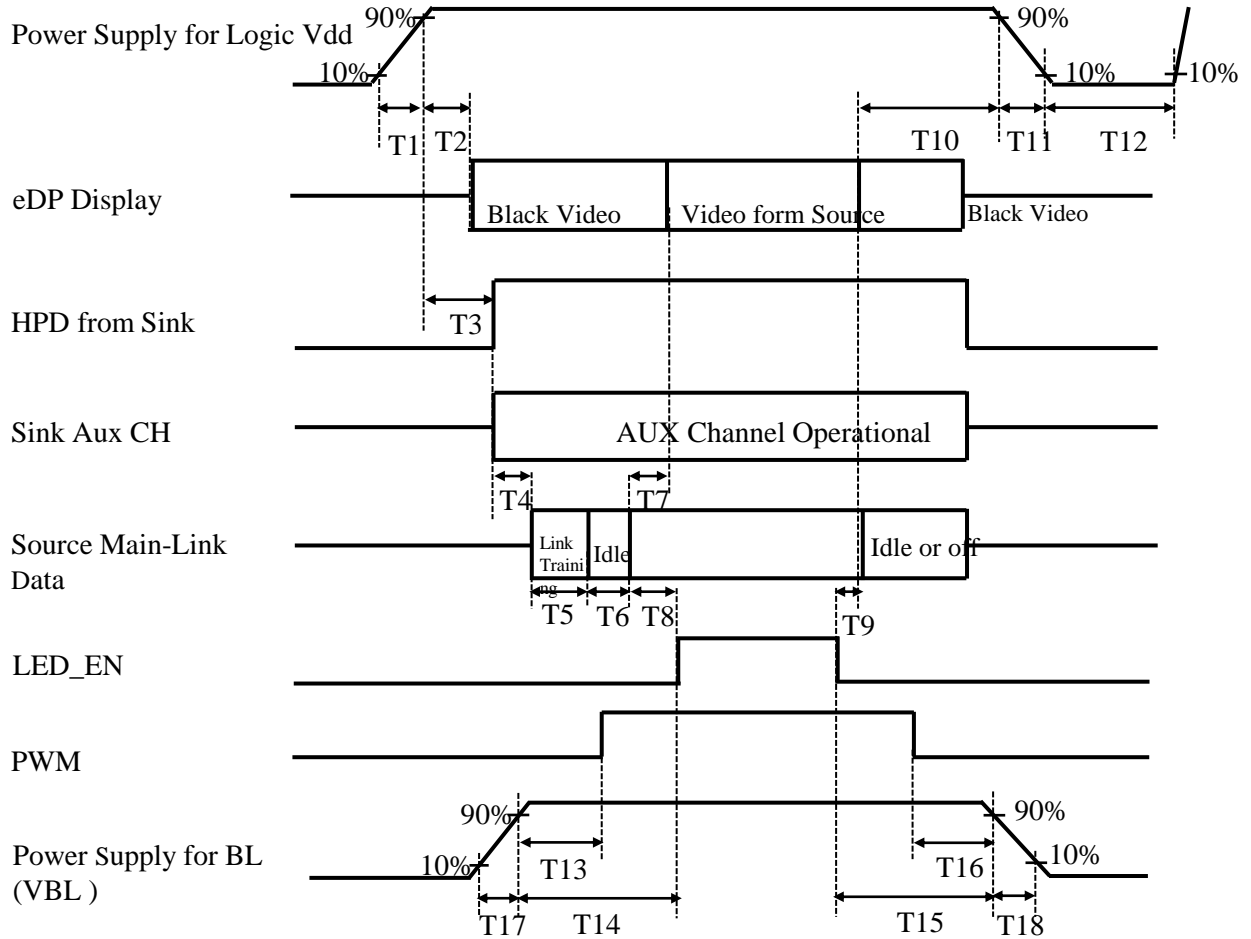 90%
90%
Power Supply for Logic Vdd
10%
10%
10%
T1
T2
T10
T11
T12
eDP Display
Black Video
Video form Source
Black Video
HPD from Sink
T3
Sink Aux CH
AUX Channel Operational
T4
T7
Source Main-Link
Data
Link
Traini
ng
Idle
Idle or off
T5
T6
T8
T9
LED_EN
PWM
90%
90%
Power Supply for BL
(VBL )
10%
10%
T13
T16
T17
T14
T15
T18